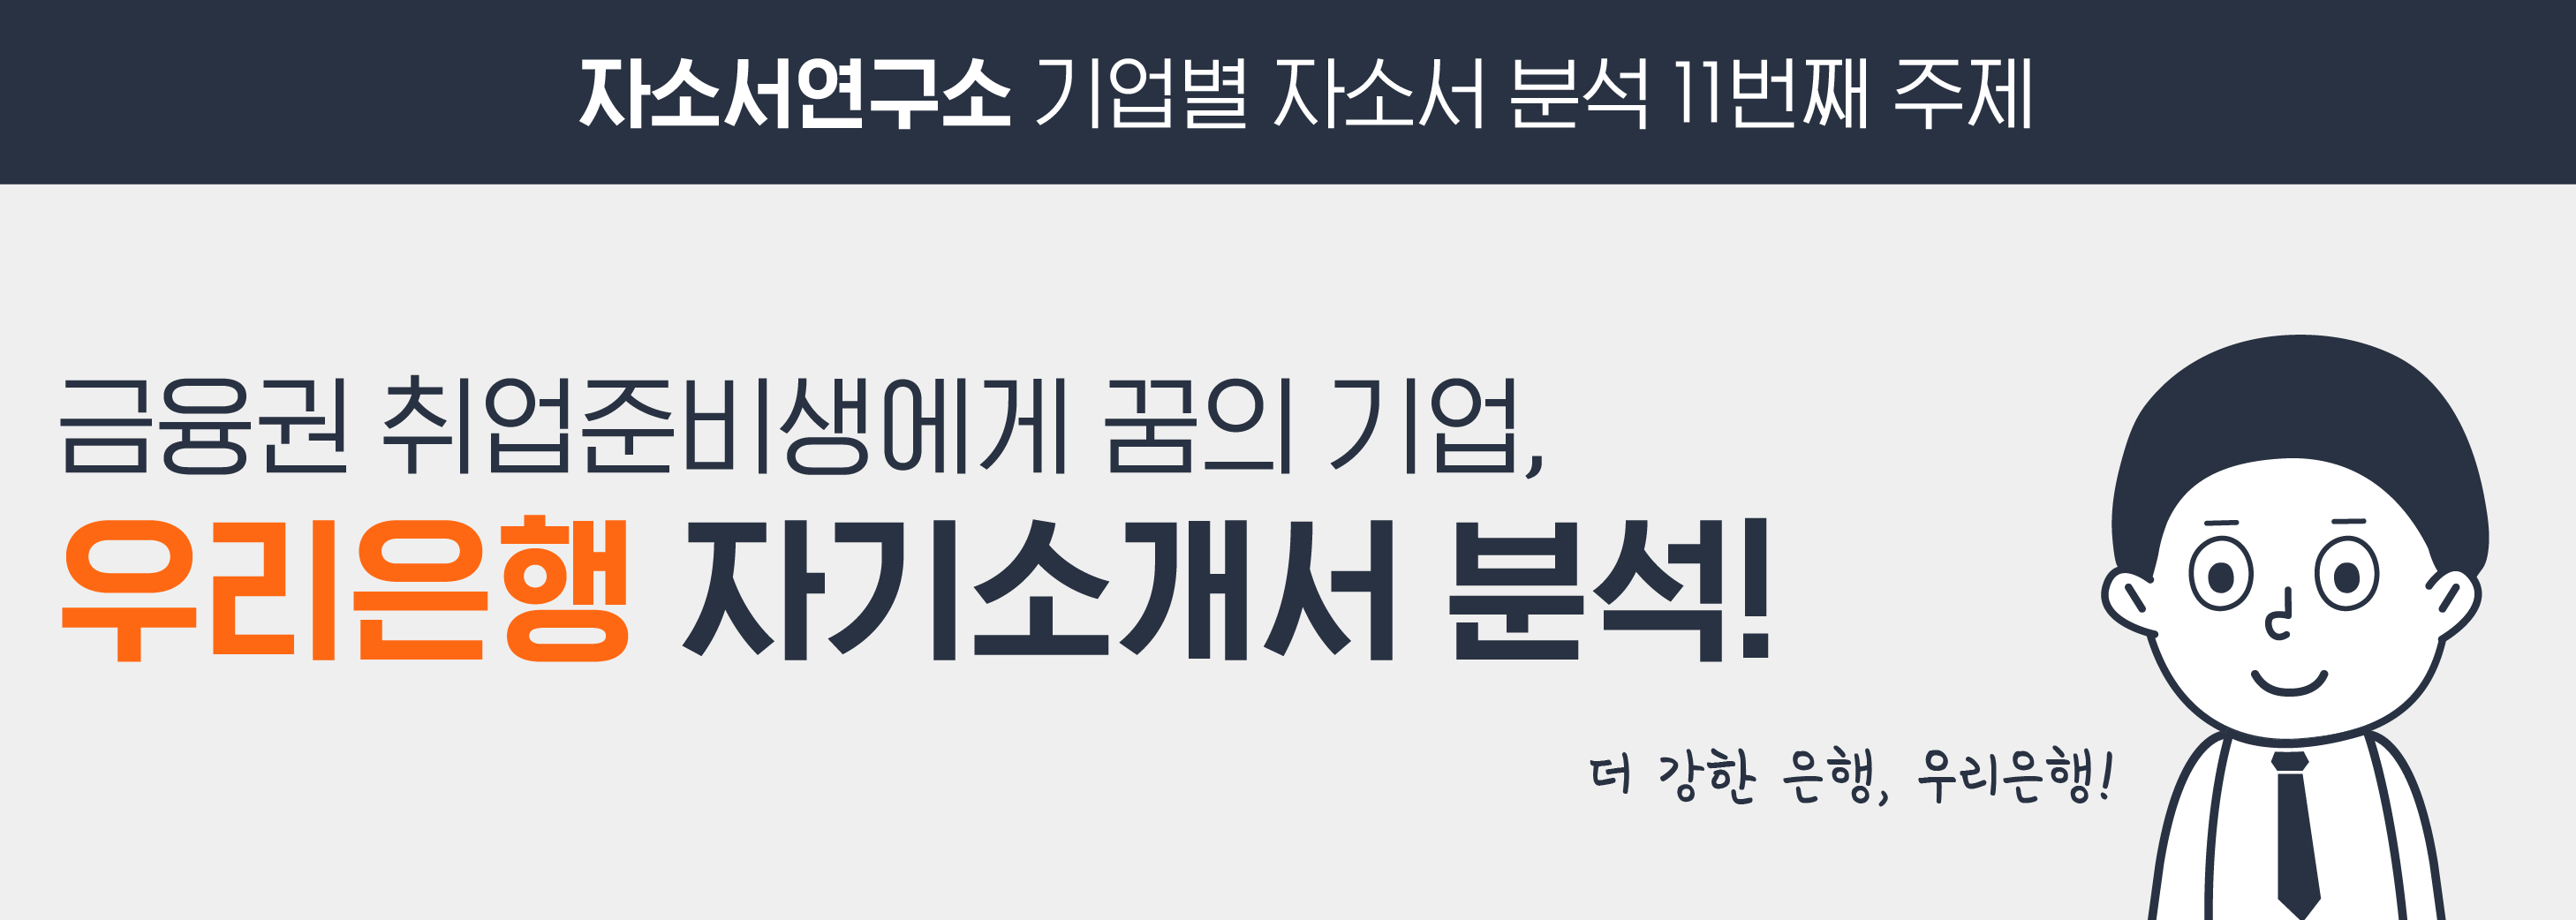 자소서연구소 기업별 자소서 분석 11번째 주제
금융권 취업준비생에게 꿈의 기업,
우리은행 자기소개서 분석!
더 강한 은행, 우리은행!